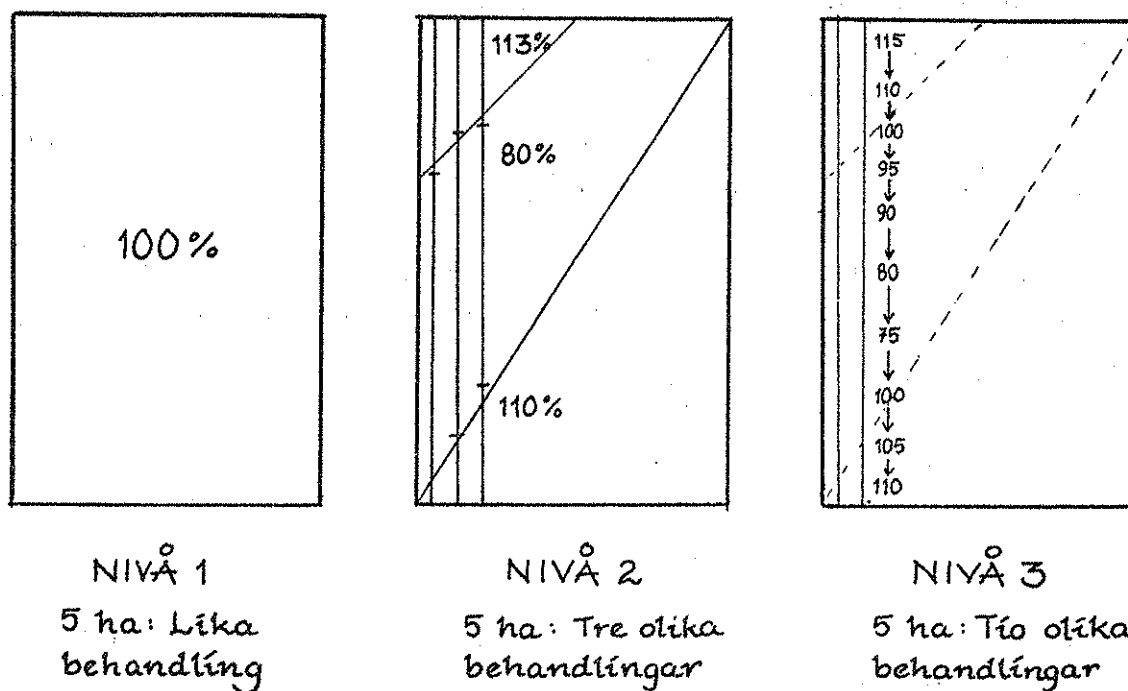 100%
113%
80%
110%
115
110
100
95
90
80
75
100
105
110
NIVÅ 1
5 ha: Lika
behandling
NIVÅ 2
5 ha: Tre olika
behandlingar
NIVÅ 3
5 ha: Tio olika
behandlingar